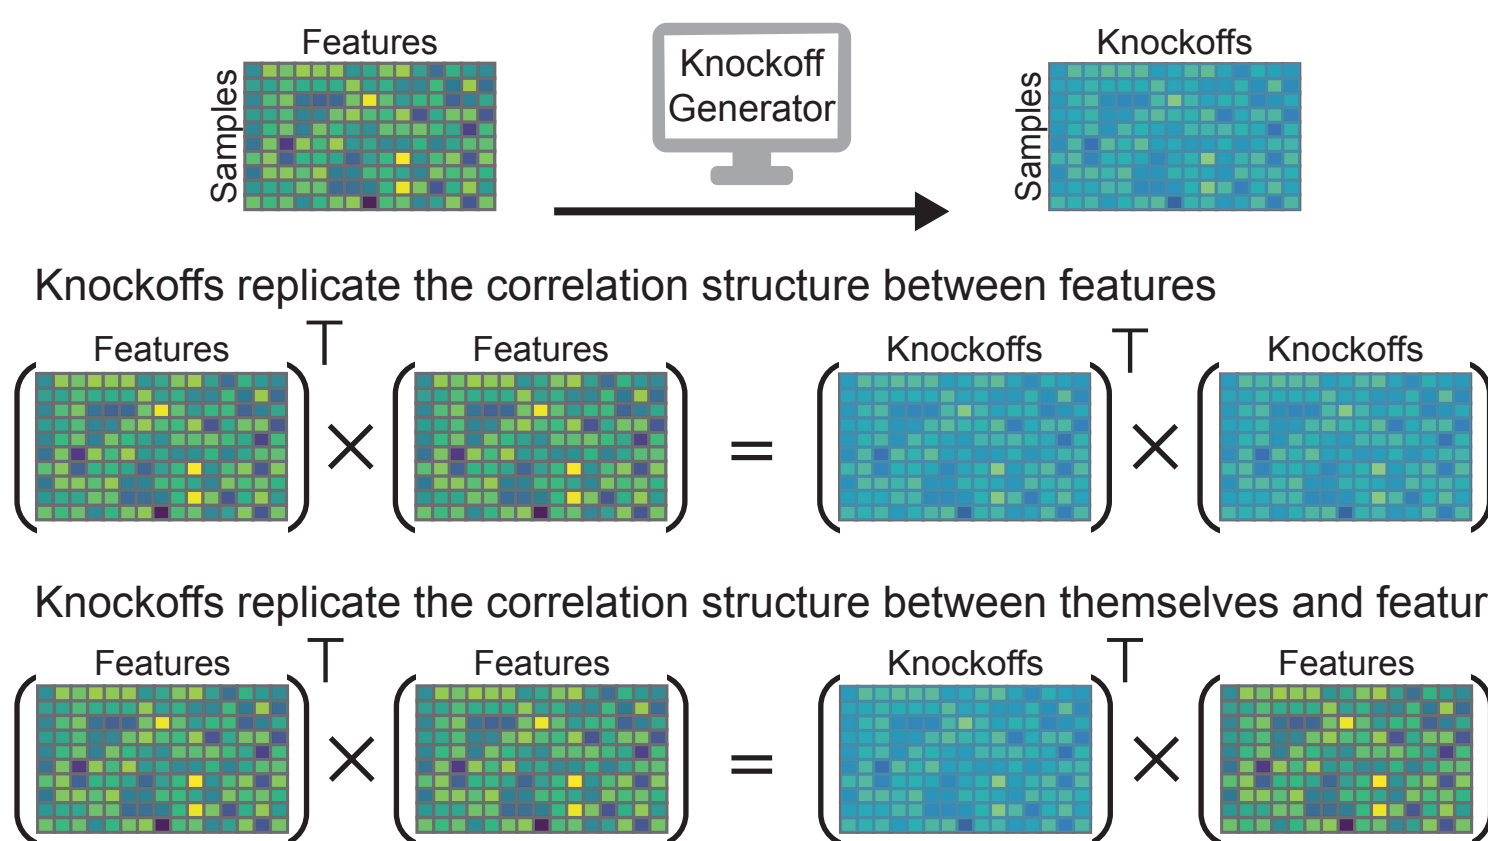 Features
Samples
Knockoff
Generator
Knockoffs
Samples
Knockoffs replicate the correlation structure between features
Features
T
×
Features
=
Knockoffs
T
×
Knockoffs
Knockoffs replicate the correlation structure between themselves and featur
Features
T
×
Features
=
Knockoffs
T
×
Features